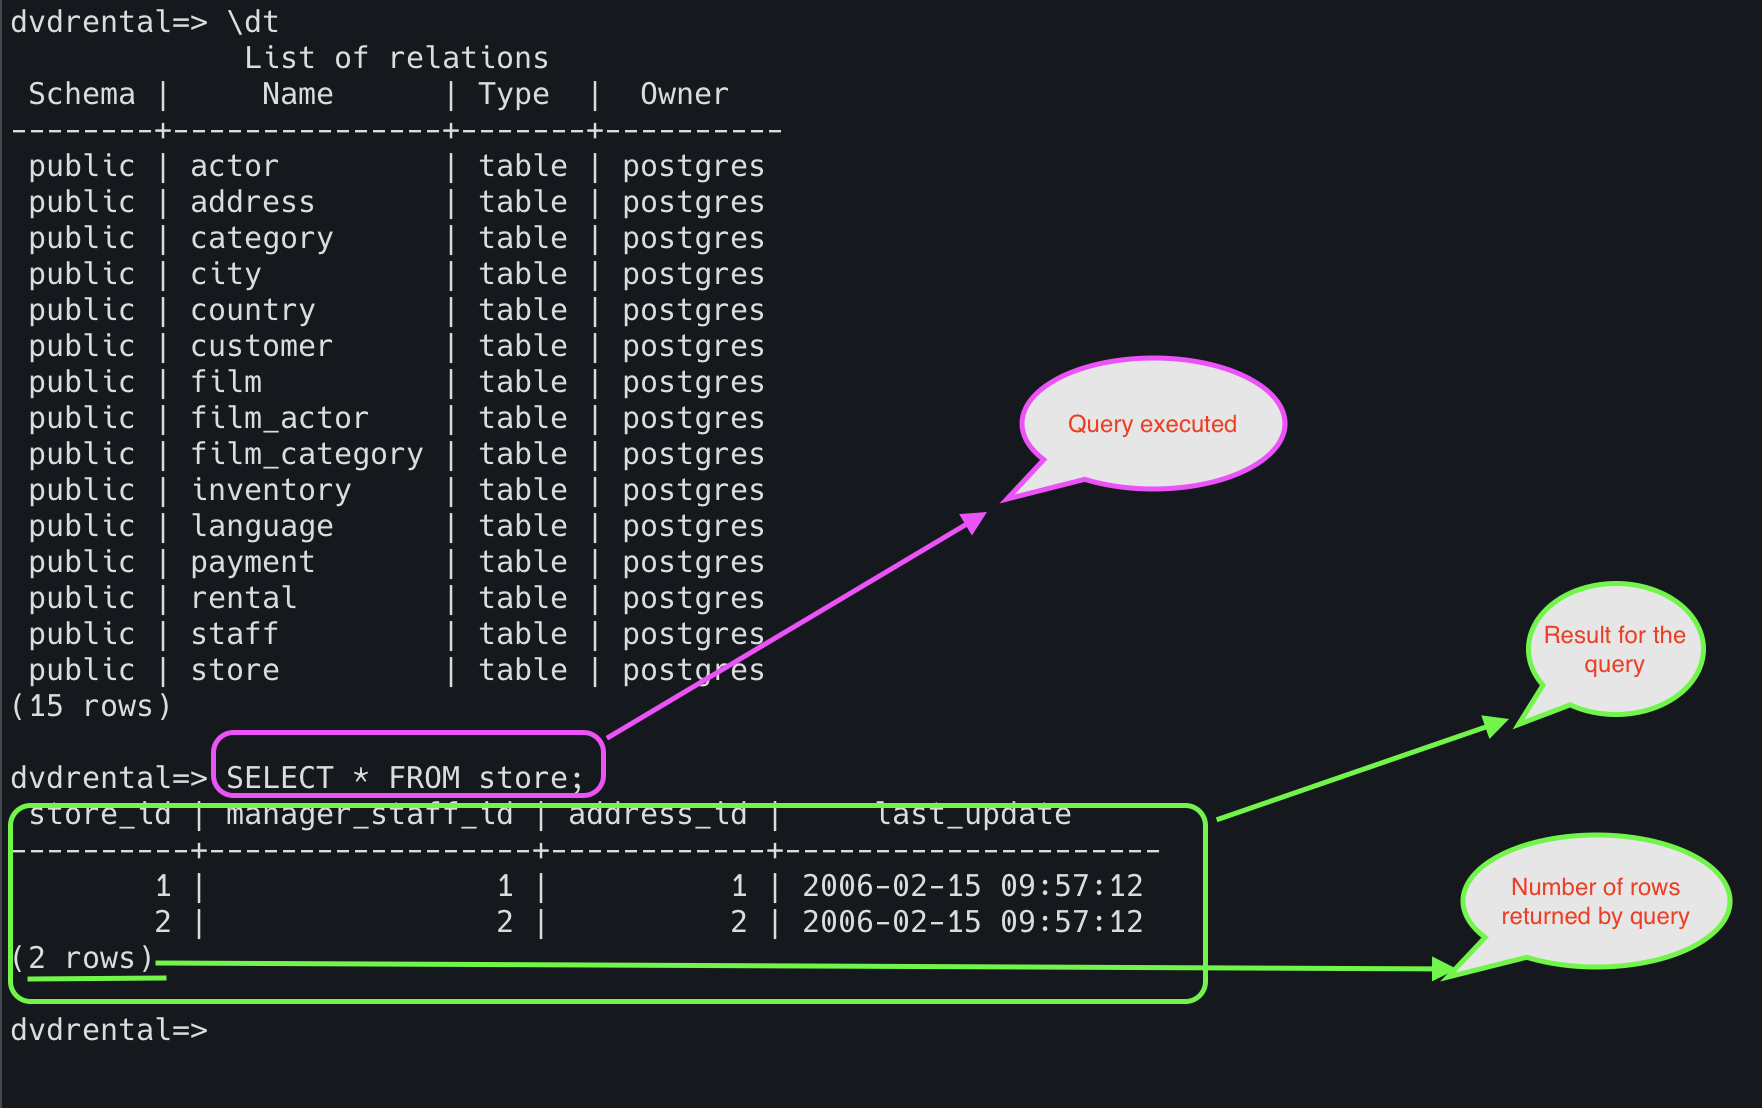 dvdrental=> \dt
             List of relations
 Schema |     Name      | Type  |  Owner
--------+---------------+-------+----------
 public | actor         | table | postgres
 public | address       | table | postgres
 public | category      | table | postgres
 public | city          | table | postgres
 public | country       | table | postgres
 public | customer      | table | postgres
 public | film          | table | postgres
 public | film_actor    | table | postgres
 public | film_category | table | postgres
 public | inventory     | table | postgres
 public | language      | table | postgres
 public | payment       | table | postgres
 public | rental        | table | postgres
 public | staff         | table | postgres
 public | store         | table | postgres
(15 rows)
dvdrental=> SELECT * FROM store;
 store_id | manager_staff_id | address_id |     last_update
----------+------------------+------------+---------------------
        1 |                1 |          1 | 2006-02-15 09:57:12
        2 |                2 |          2 | 2006-02-15 09:57:12
(2 rows)
dvdrental=>
Query executed
Result for the
query
Number of rows
returned by query